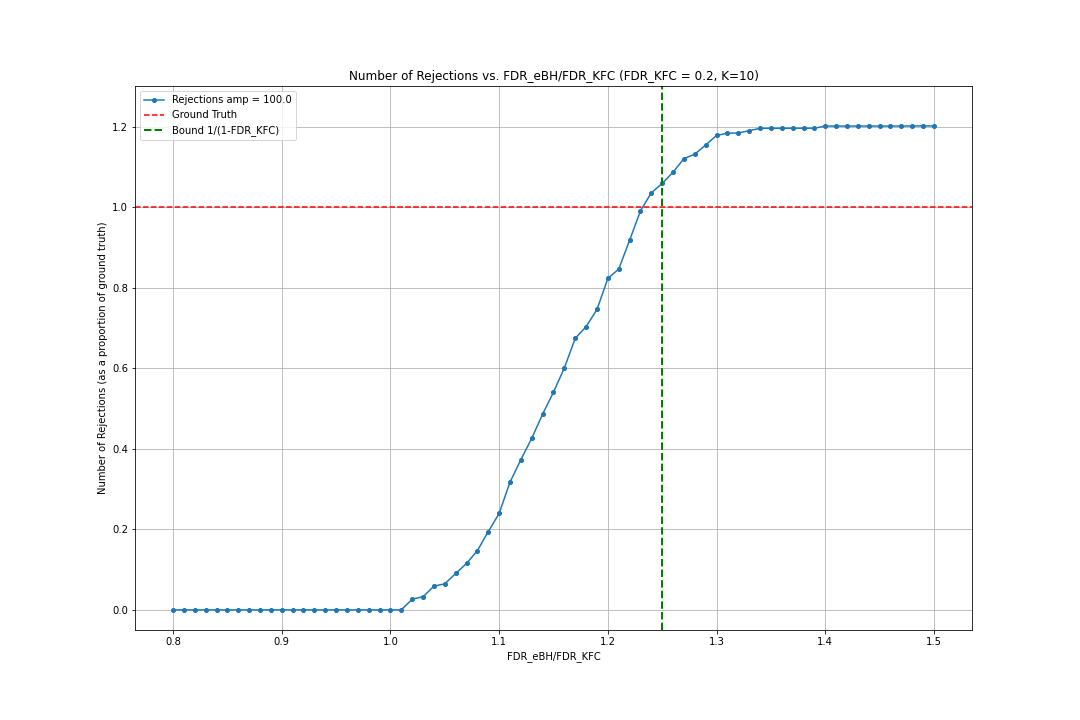 Number of Rejections vs. FDR_eBH/FDR_KFC (FDR_KFC = 0.2, K=10)
Rejections amp = 100.0
Ground Truth
Bound 1/(1-FDR_KFC)
Number of Rejections (as a proportion of ground truth)
1.2
1.0
0.8
0.6
0.4
0.2
0.0
0.8 0.9 1.0 1.1 1.2 1.3 1.4 1.5
FDR_eBH/FDR_KFC